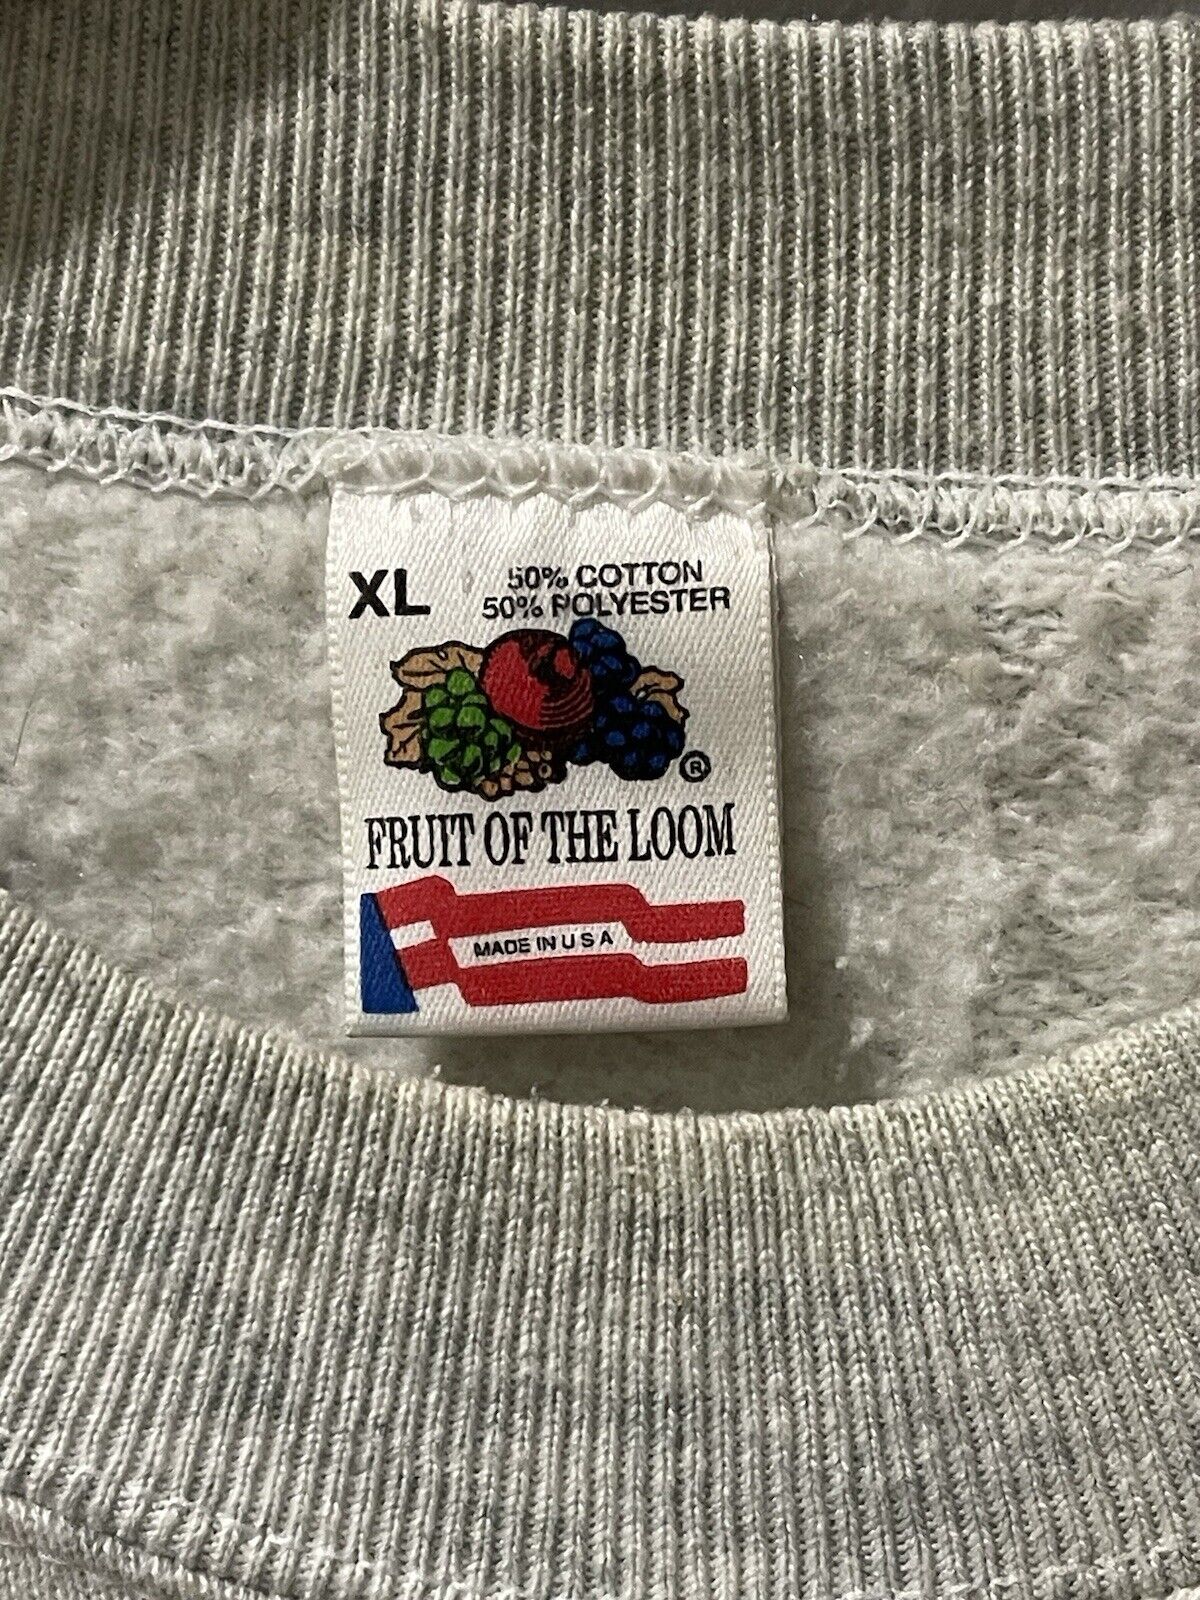 XL
50% COTTON
50% POLYESTER
®
FRUIT OF THE LOOM
MADE IN U S A